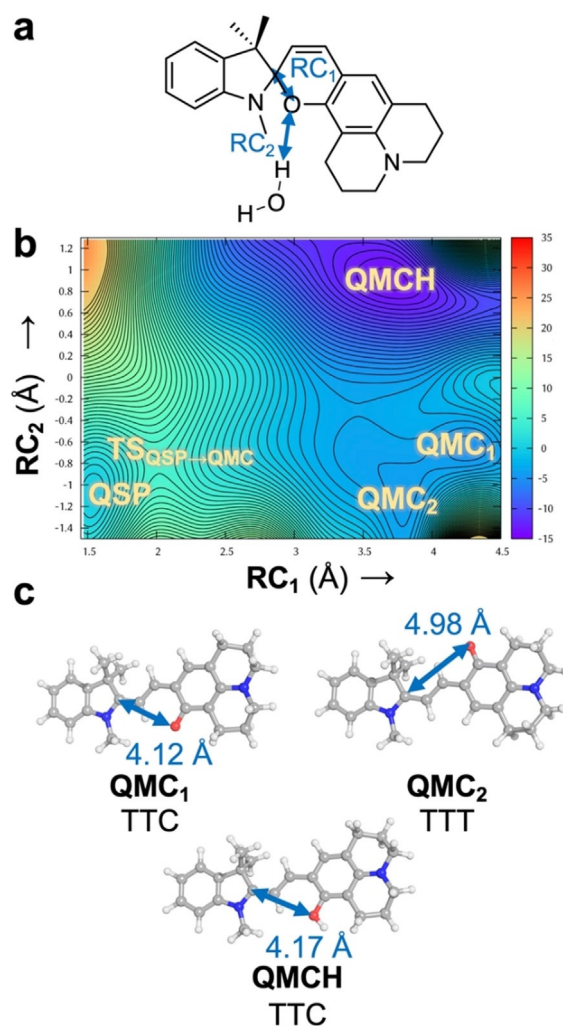 a
RC₁
N
O
RC₂
H
H
O
N
b
RC₂ (Å) →
1.2
1
0.8
0.6
0.4
0.2
0
-0.2
-0.4
-0.6
-0.8
-1
-1.2
-1.4
QMCH
TS QSP→QMC
QMC₁
QSP
QMC₂
35
30
25
20
15
10
5
0
-5
-10
-15
1.5 2 2.5 3 3.5 4 4.5
RC₁ (Å) →
c
4.98 Å
4.12 Å
QMC₁ QMC₂
TTC TTT
4.17 Å
QMCH
TTC